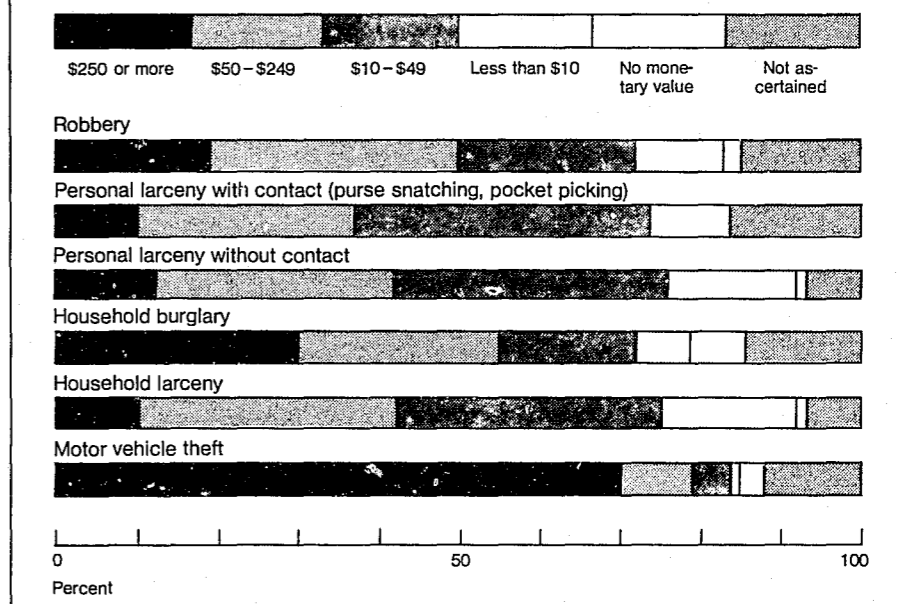 $250 or more $50–$249 $10–$49 Less than $10 No mone- Not as-
tary value certained
Robbery
Personal larceny with contact (purse snatching, pocket picking)
Personal larceny without contact
Household burglary
Household larceny
Motor vehicle theft
0 50 100
Percent